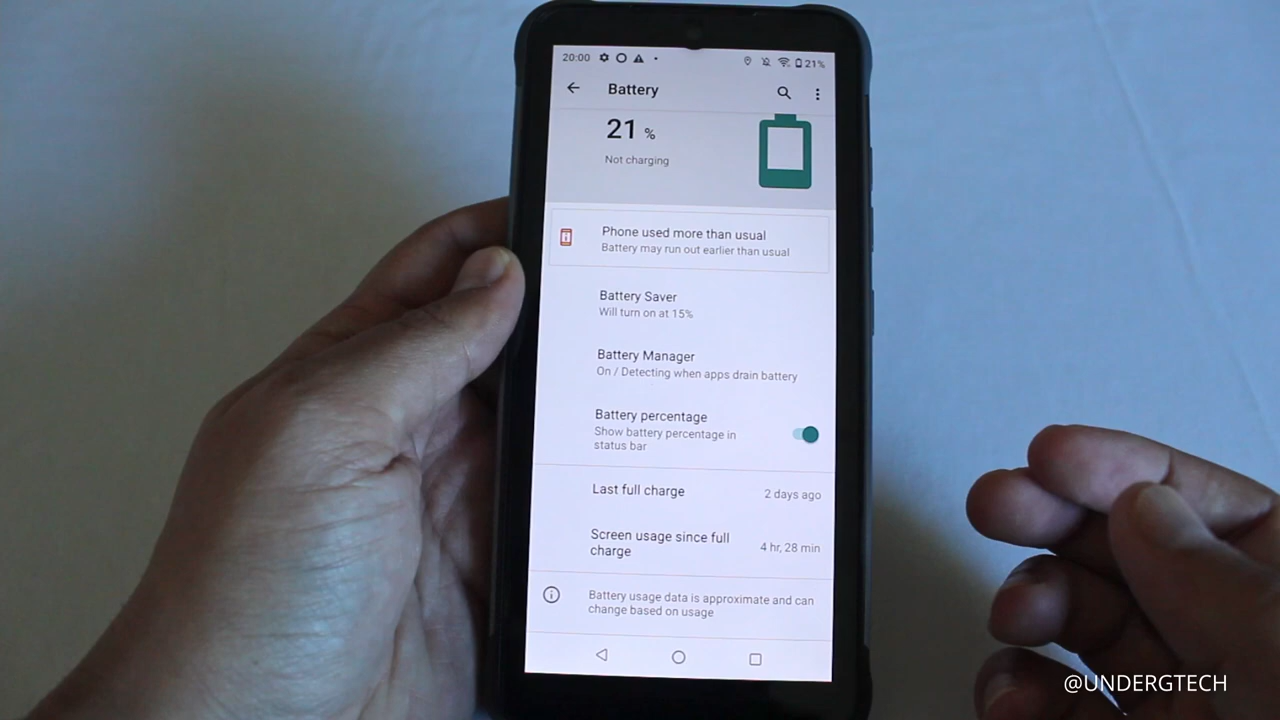 20:00 21%
Battery
21 %
Not charging
Phone used more than usual
Battery may run out earlier than usual
Battery Saver
Will turn on at 15%
Battery Manager
On / Detecting when apps drain battery
Battery percentage
Show battery percentage in
status bar
Last full charge 2 days ago
Screen usage since full
charge 4 hr, 28 min
Battery usage data is approximate and can
change based on usage
@UNDERGTECH